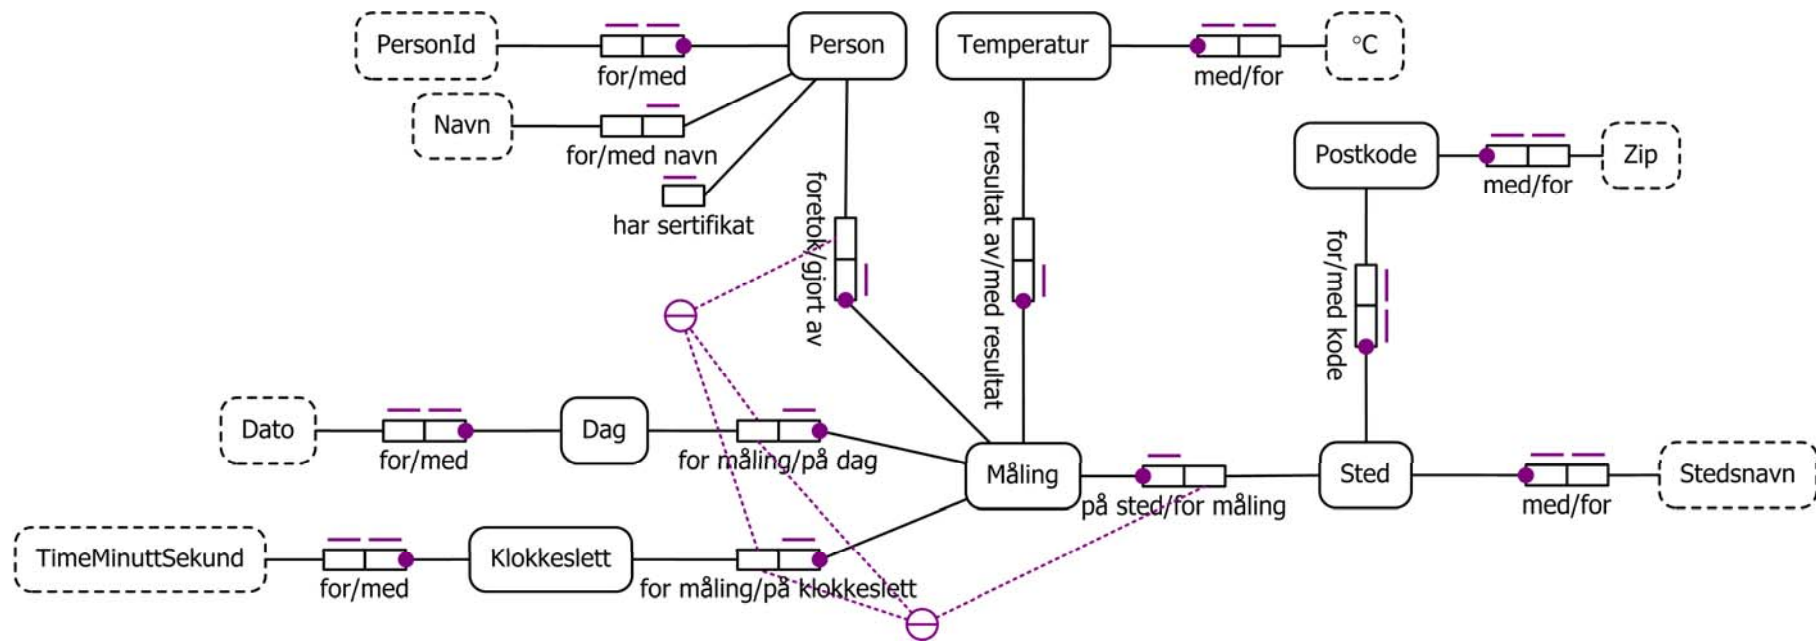 PersonId
for/med
Person
Temperatur
med/for
°C
Navn
for/med navn
har sertifikat
foretok/gjort av
er resultat av/med resultat
Postkode
med/for
Zip
for/med kode
Dato
for/med
Dag
for måling/på dag
Måling
på sted/for måling
Sted
med/for
Stedsnavn
TimeMinuttSekund
for/med
Klokkeslett
for måling/på klokkeslett